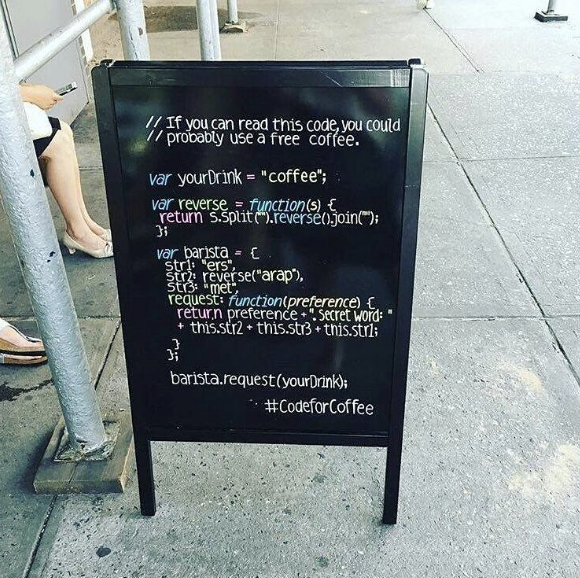 // If you can read this code, you could
// probably use a free coffee.
var yourDrink = "coffee";
var reverse = function(s) {
return s.split("").reverse().join("");
};
var barista = {
str1: "ers",
str2: reverse("arap),
str3: "met",
request: function(preference) {
return preference + ". Secret word: "
+ this.str2 + this.str3 + this.str1;
}
};
barista.request(yourDrink);
#CodeforCoffee